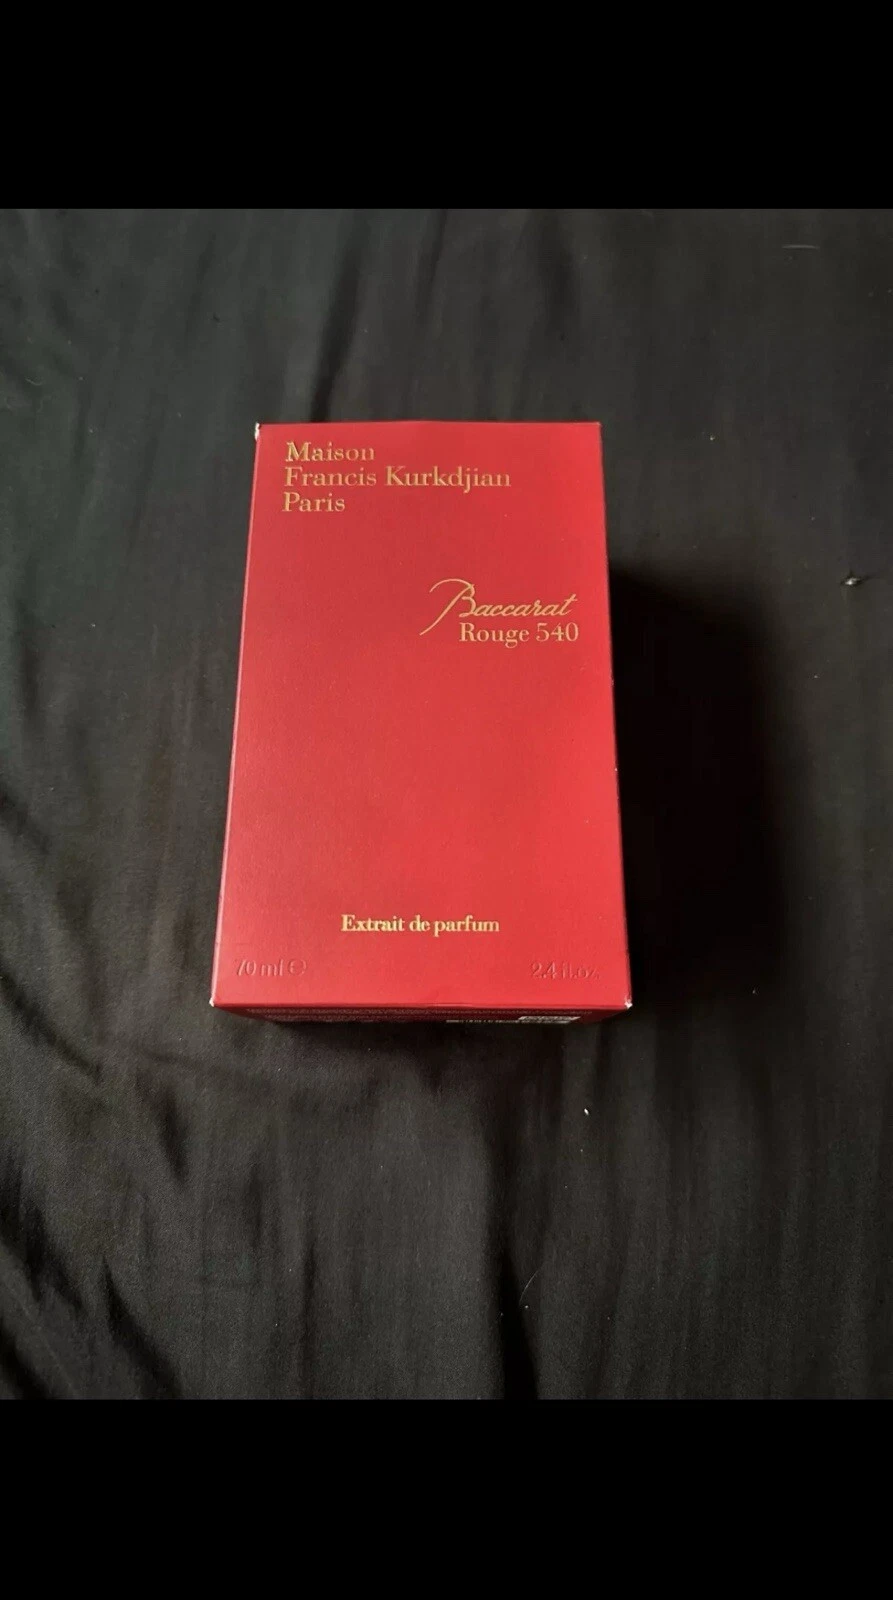 Maison
Francis Kurkdjian
Paris
Baccarat
Rouge 540
Extrait de parfum
70 ml ℮ 2.4 fl.oz.